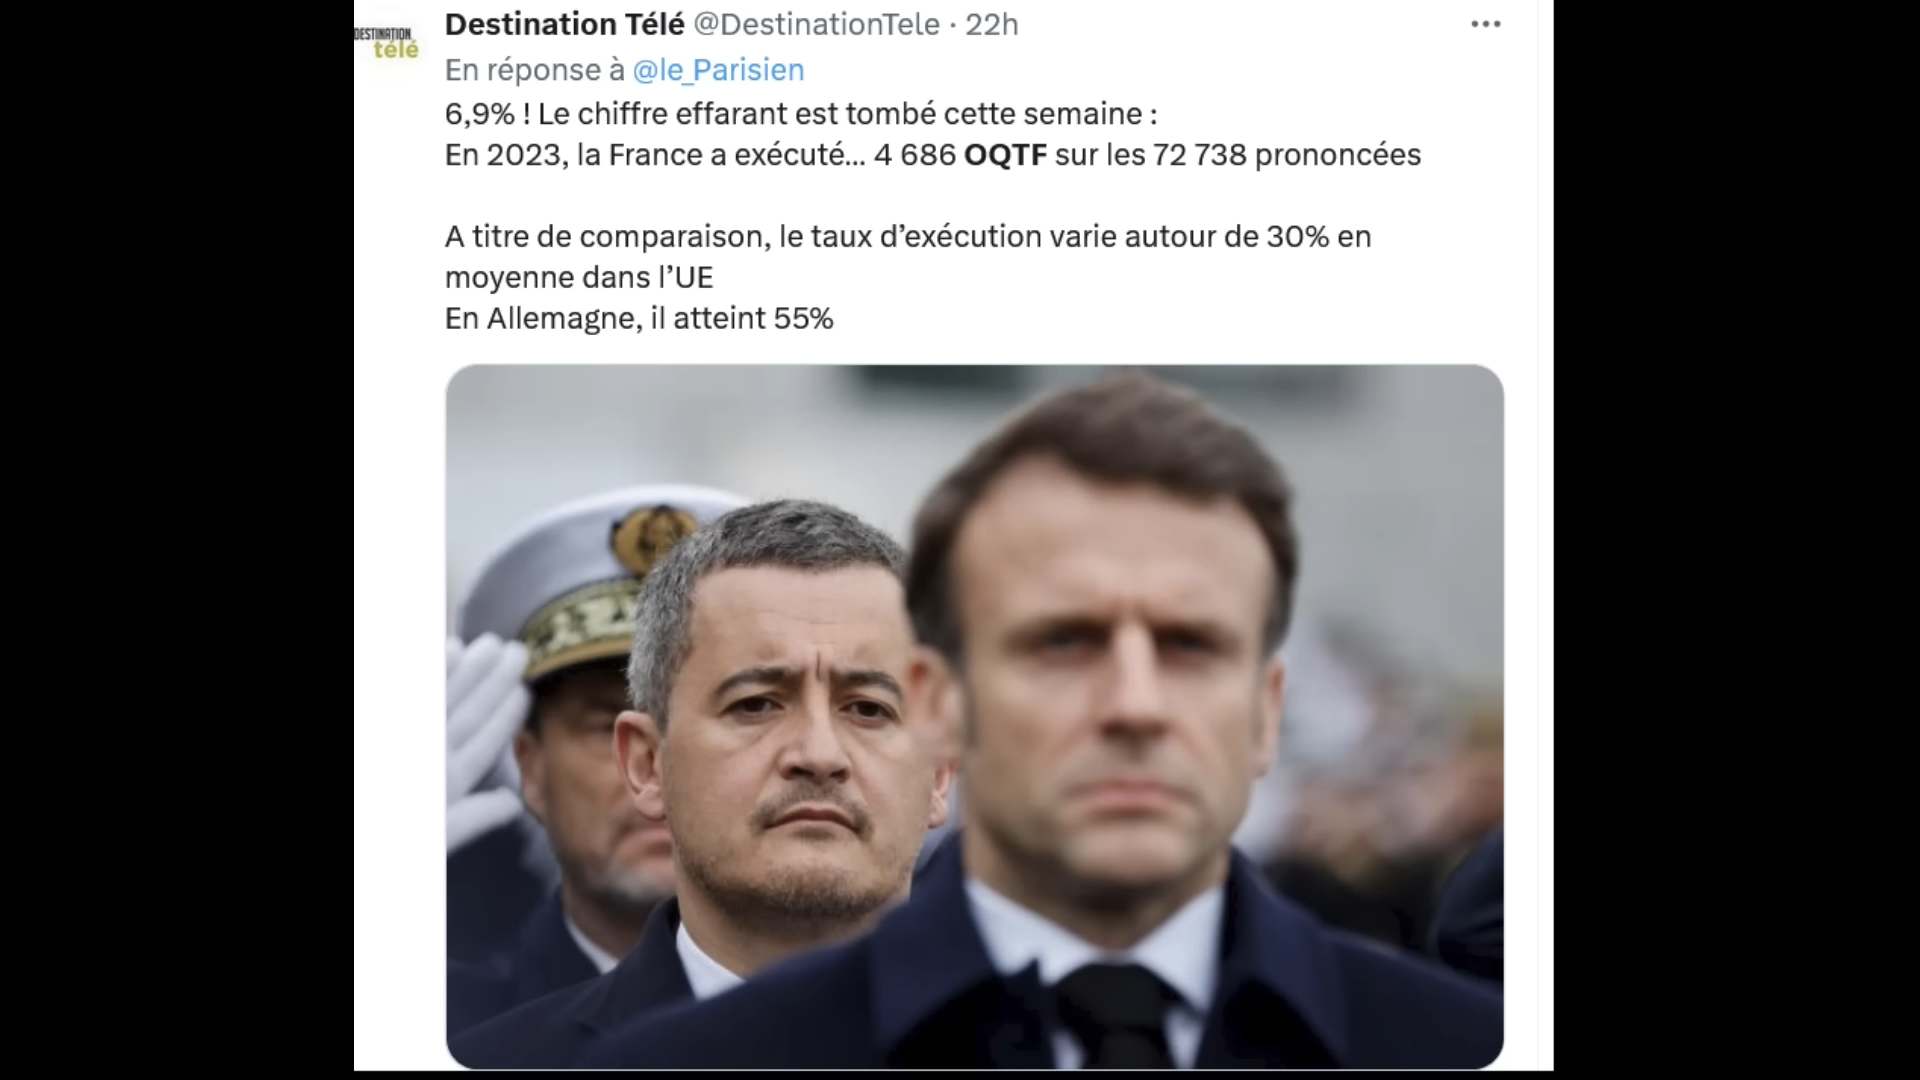 DESTINATION
télé
Destination Télé @DestinationTele · 22h
En réponse à @le_Parisien
6,9% ! Le chiffre effarant est tombé cette semaine :
En 2023, la France a exécuté... 4 686 OQTF sur les 72 738 prononcées
A titre de comparaison, le taux d’exécution varie autour de 30% en
moyenne dans l’UE
En Allemagne, il atteint 55%